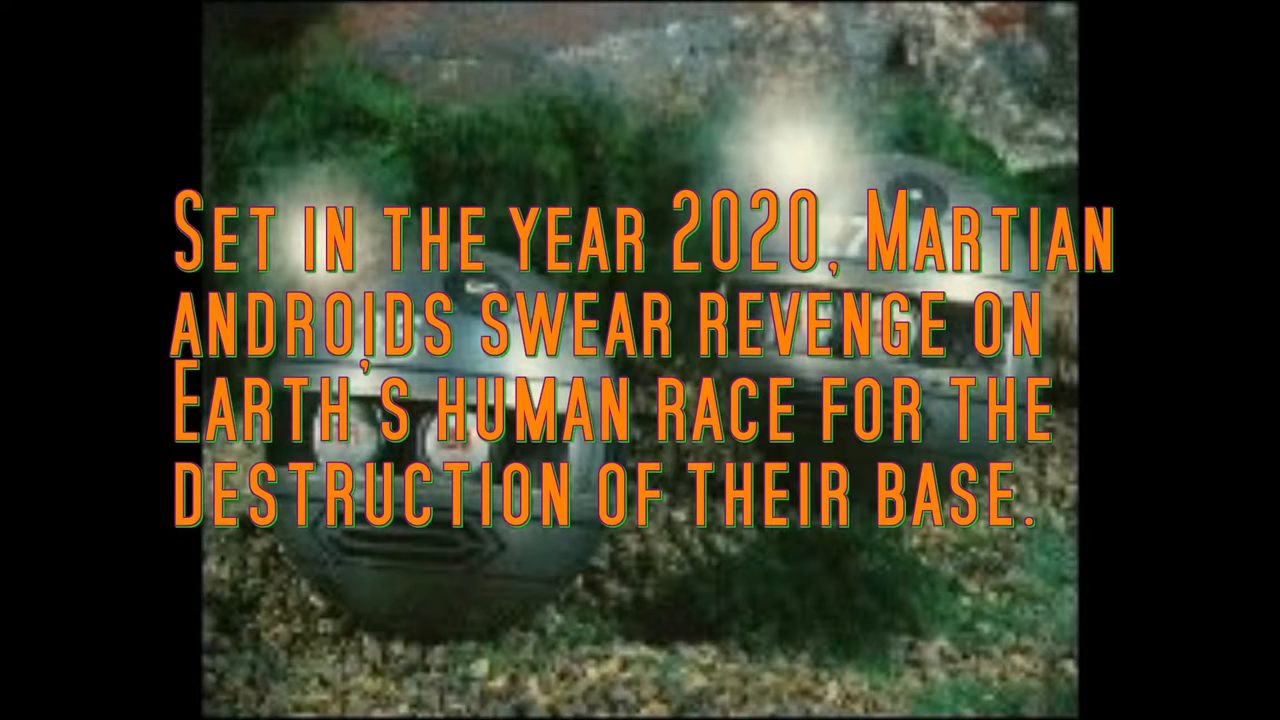 Set in the year 2020, Martian
androids swear revenge on
Earth's human race for the
destruction of their base.